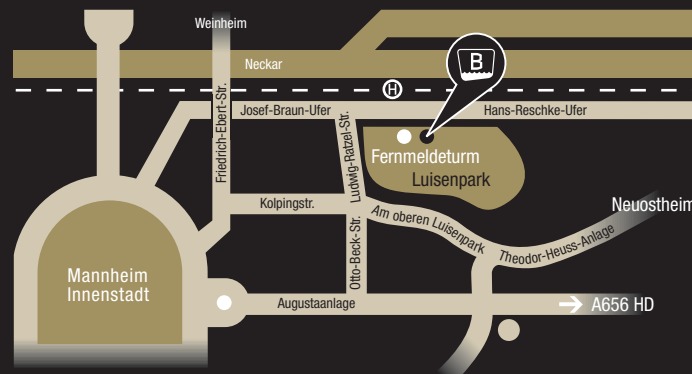 Weinheim
Neckar
B
H
Josef-Braun-Ufer
Hans-Reschke-Ufer
Friedrich-Ebert-Str.
Ludwig-Ratzel-Str.
Fernmeldeturm
Luisenpark
Kolpingstr.
Am oberen Luisenpark
Neuostheim
Theodor-Heuss-Anlage
Otto-Beck-Str.
Mannheim
Innenstadt
Augustaanlage
A656 HD